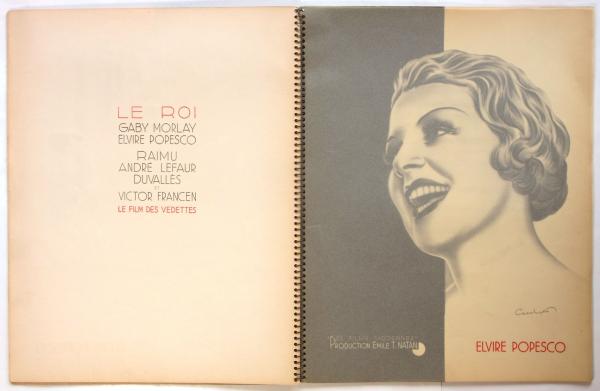 LE ROI
GABY MORLAY
ELVIRE POPESCO
RAIMU
ANDRÉ LEFAUR
DUVALLÈS
ET
VICTOR FRANCEN
LE FILM DES VEDETTES
PRODUCTION EMILE T. NATAN
ELVIRE POPESCO